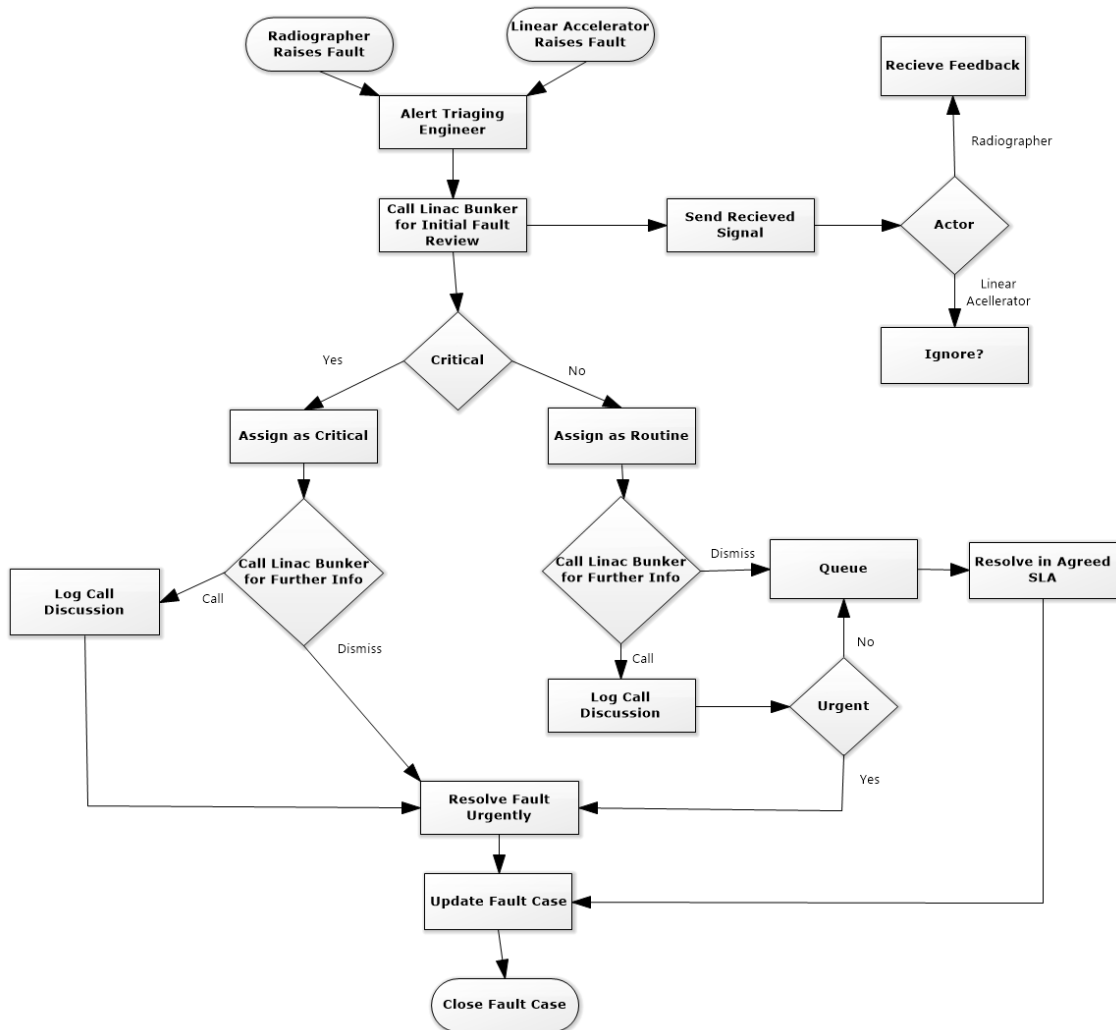 Radiographer
Raises Fault
Linear Accelerator
Raises Fault
Recieve Feedback
Alert Triaging
Engineer
Radiographer
Call Linac Bunker
for Initial Fault
Review
Send Recieved
Signal
Actor
Linear
Acellerator
Ignore?
Critical
Yes
No
Assign as Critical
Assign as Routine
Call Linac Bunker
for Further Info
Call Linac Bunker
for Further Info
Dismiss
Queue
Resolve in Agreed
SLA
Log Call
Discussion
Call
Dismiss
No
Call
Log Call
Discussion
Urgent
Yes
Resolve Fault
Urgently
Update Fault Case
Close Fault Case